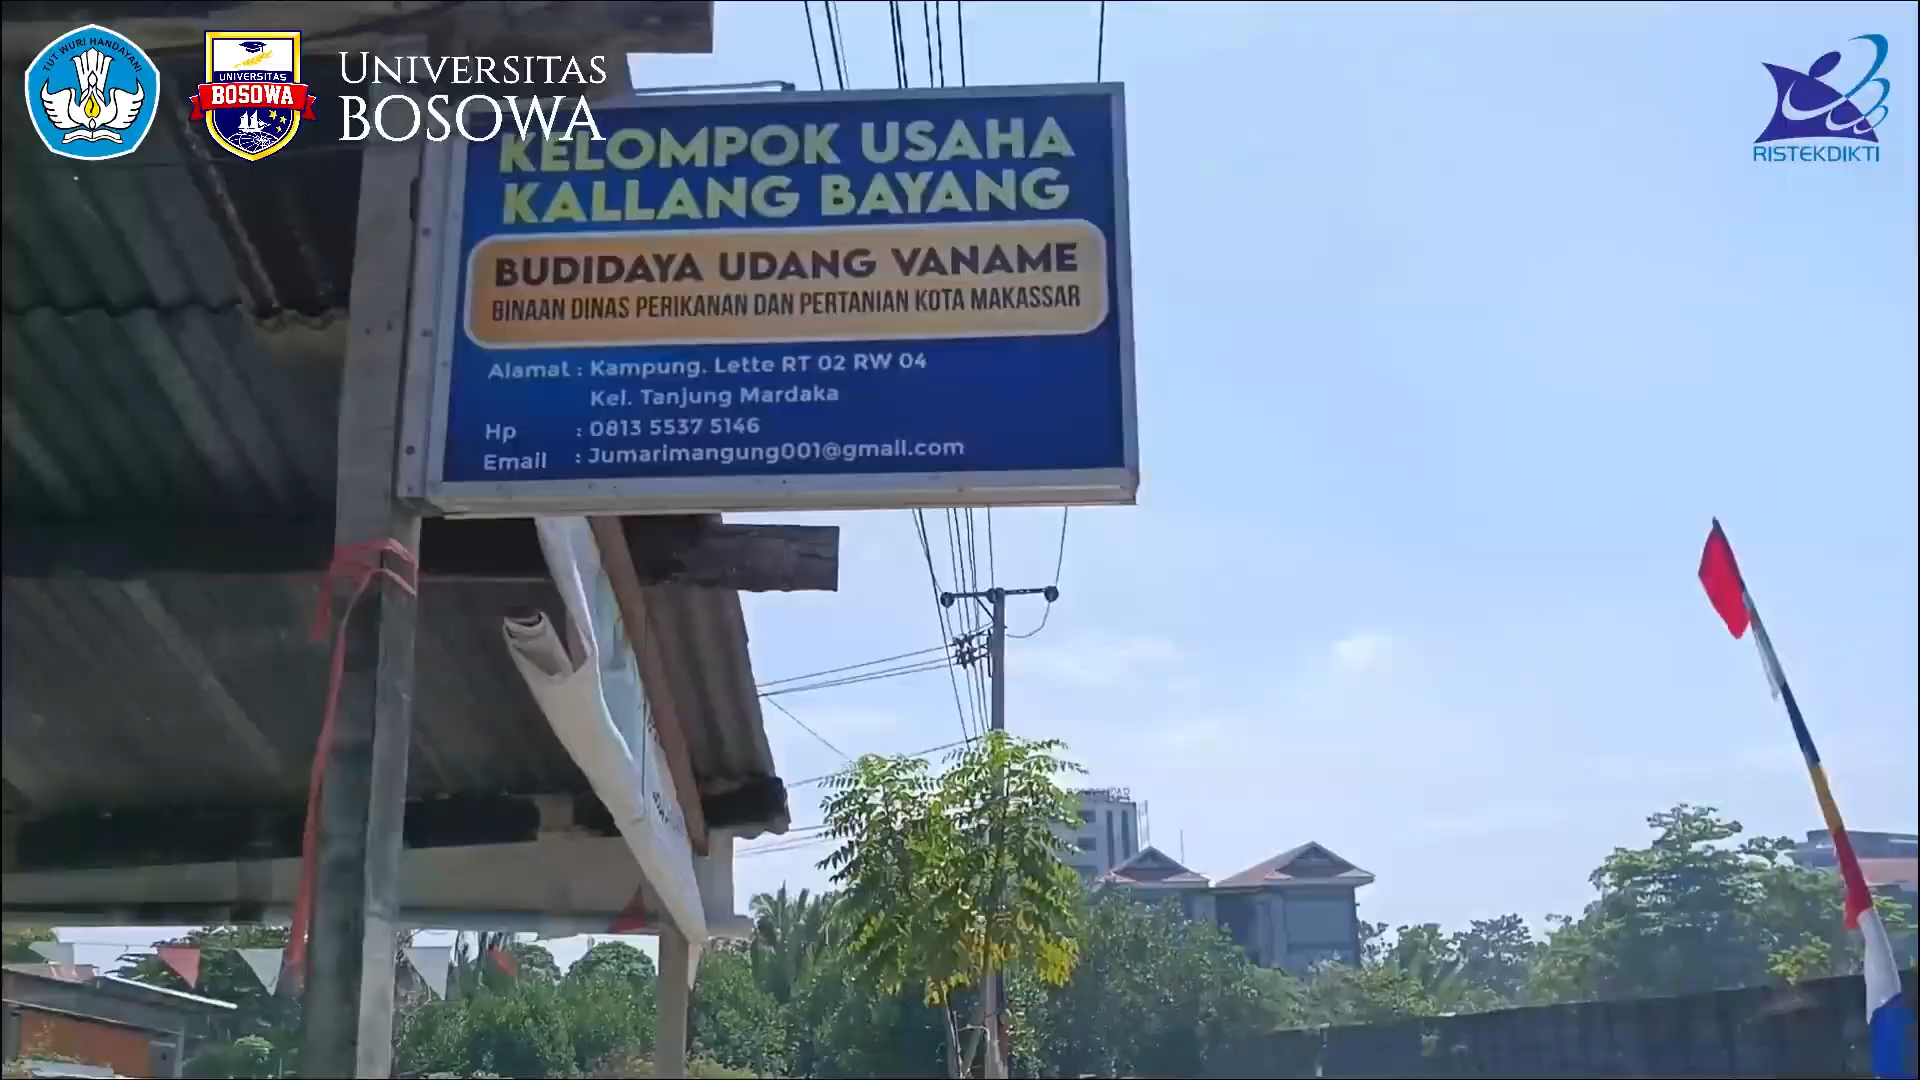 TUT WURI HANDAYANI
UNIVERSITAS
BOSOWA
UNIVERSITAS
BOSOWA
RISTEKDIKTI
KELOMPOK USAHA
KALLANG BAYANG
BUDIDAYA UDANG VANAME
BINAAN DINAS PERIKANAN DAN PERTANIAN KOTA MAKASSAR
Alamat : Kampung. Lette RT 02 RW 04
Kel. Tanjung Mardaka
Hp : 0813 5537 5146
Email : Jumarimangung001@gmail.com